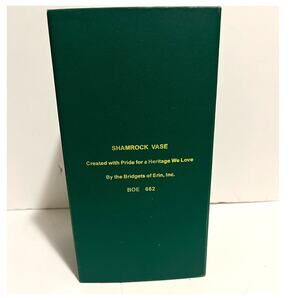 SHAMROCK VASE
Created with Pride for a Heritage We Love
By the Bridgets of Erin, Inc.
BOE 662